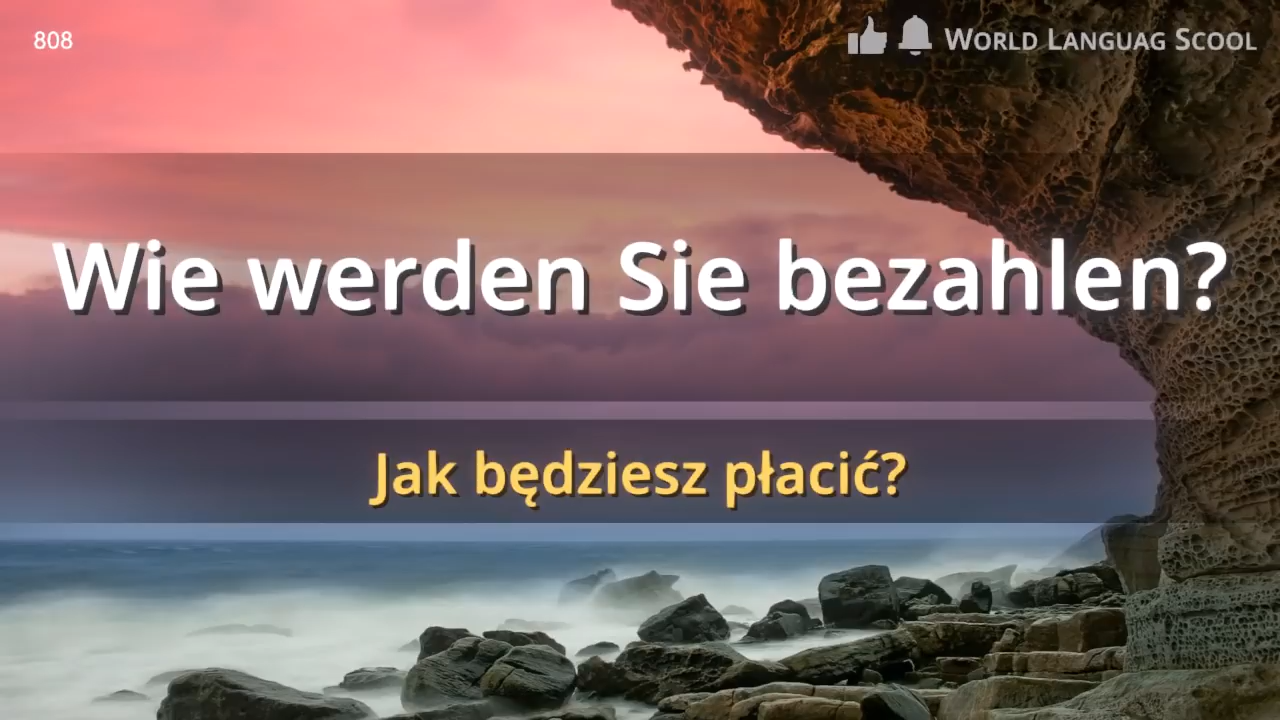 808
WORLD LANGUAG SCOOL
Wie werden Sie bezahlen?
Jak będziesz płacić?